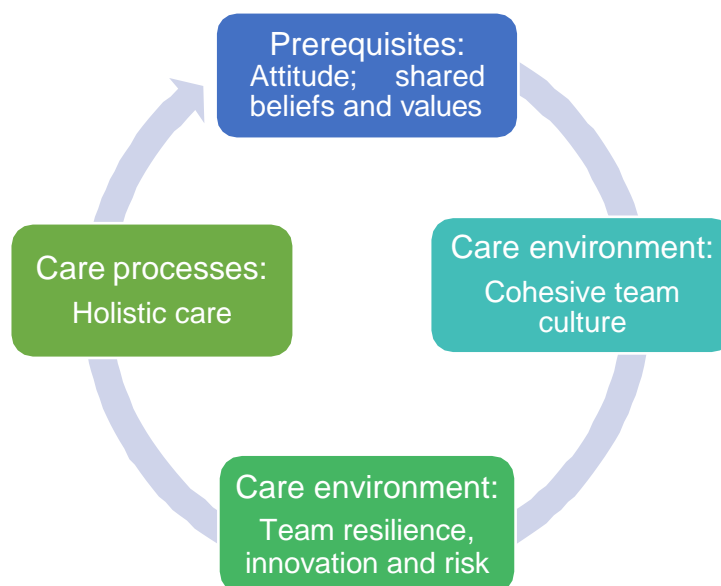 Prerequisites:
Attitude; shared
beliefs and values
Care environment:
Cohesive team
culture
Care environment:
Team resilience,
innovation and risk
Care processes:
Holistic care